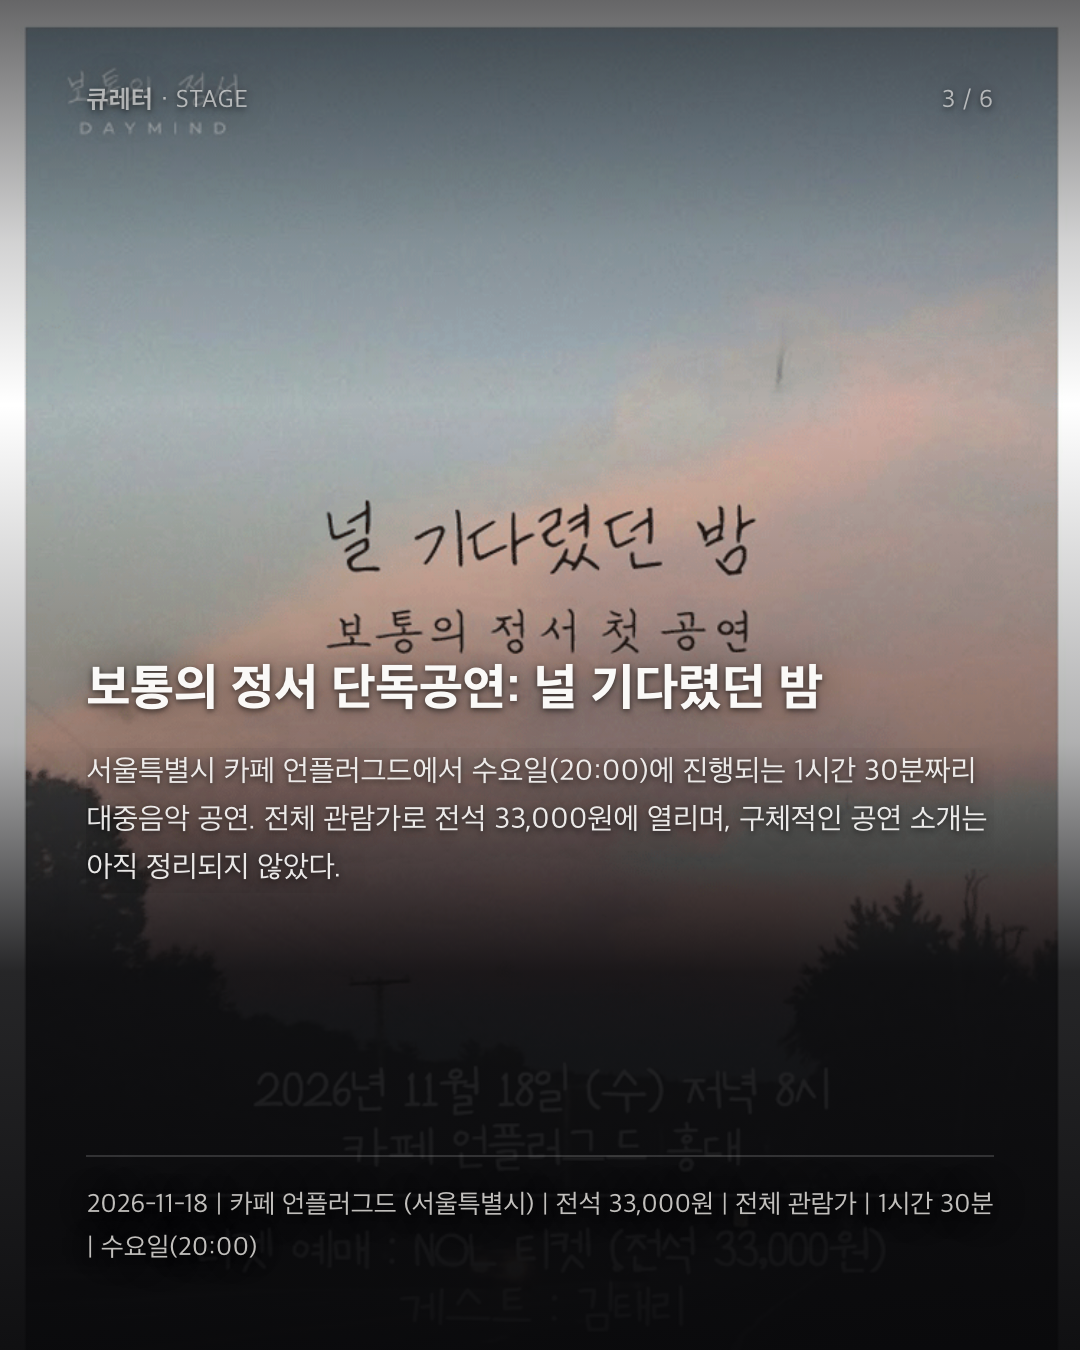 보통의 정서
큐레터 · STAGE
3 / 6
DAYMIND
널 기다렸던 밤
보통의 정서 첫 공연
보통의 정서 단독공연: 널 기다렸던 밤
서울특별시 카페 언플러그드에서 수요일(20:00)에 진행되는 1시간 30분짜리
대중음악 공연. 전체 관람가로 전석 33,000원에 열리며, 구체적인 공연 소개는
아직 정리되지 않았다.
2026년 11월 18일 (수) 저녁 8시
카페 언플러그드 홍대
2026-11-18 | 카페 언플러그드 (서울특별시) | 전석 33,000원 | 전체 관람가 | 1시간 30분
| 수요일(20:00)
티켓 예매 : NOL 티켓 (전석 33,000원)
게스트 : 김태리